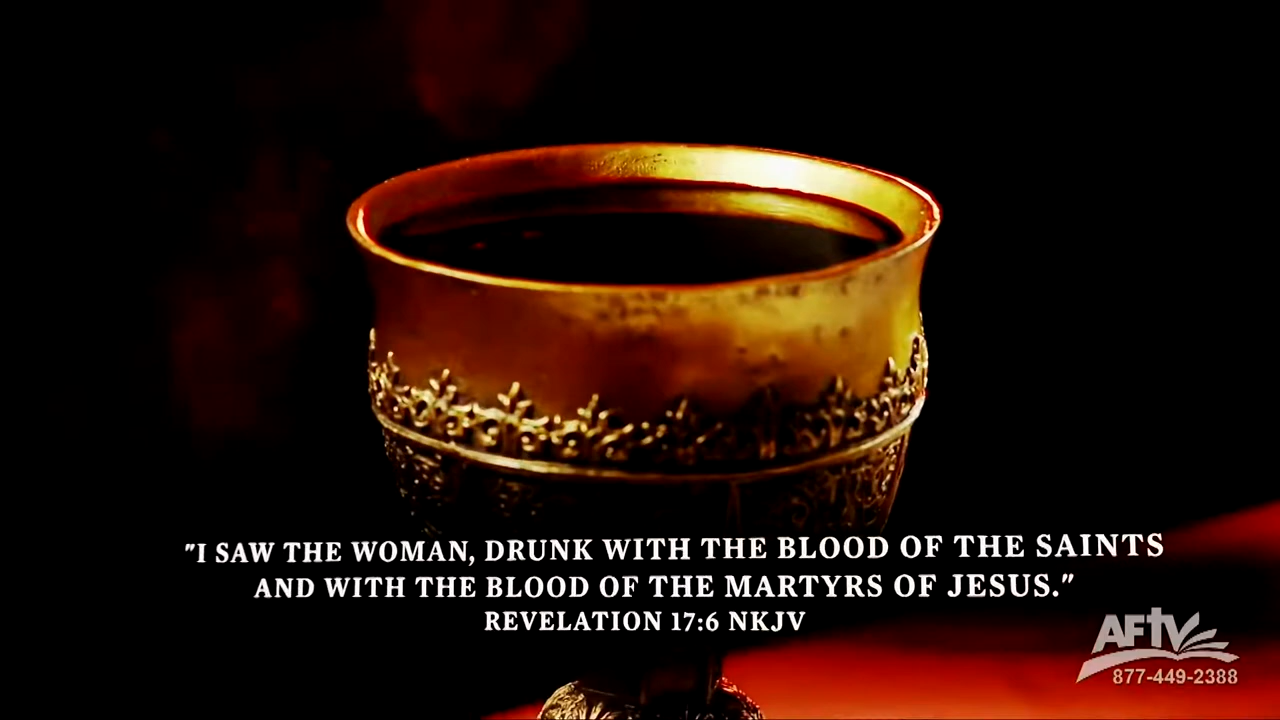 "I SAW THE WOMAN, DRUNK WITH THE BLOOD OF THE SAINTS
AND WITH THE BLOOD OF THE MARTYRS OF JESUS."
REVELATION 17:6 NKJV
AFTV
877-449-2388